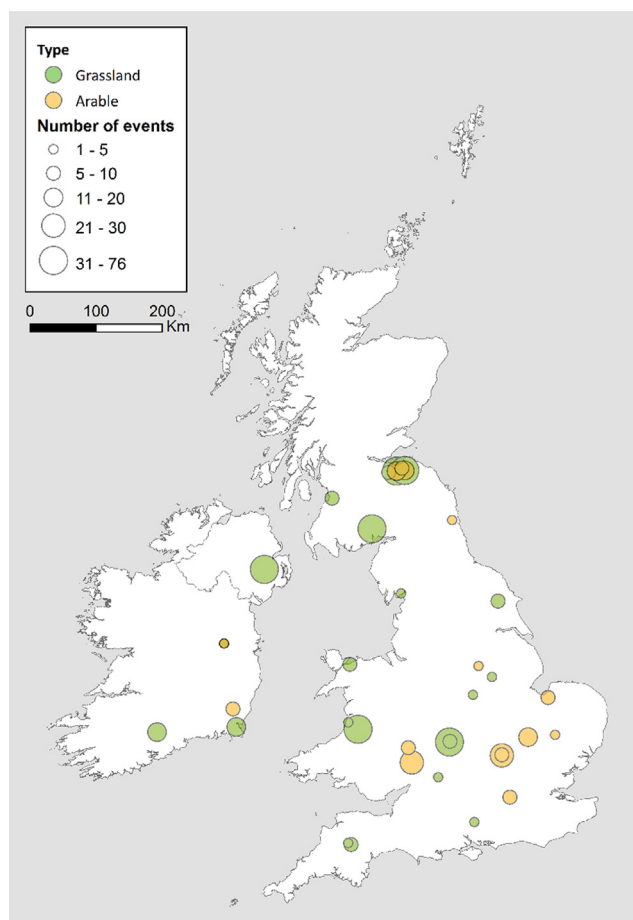 Type
Grassland
Arable
Number of events
1 - 5
5 - 10
11 - 20
21 - 30
31 - 76
0 100 200
Km